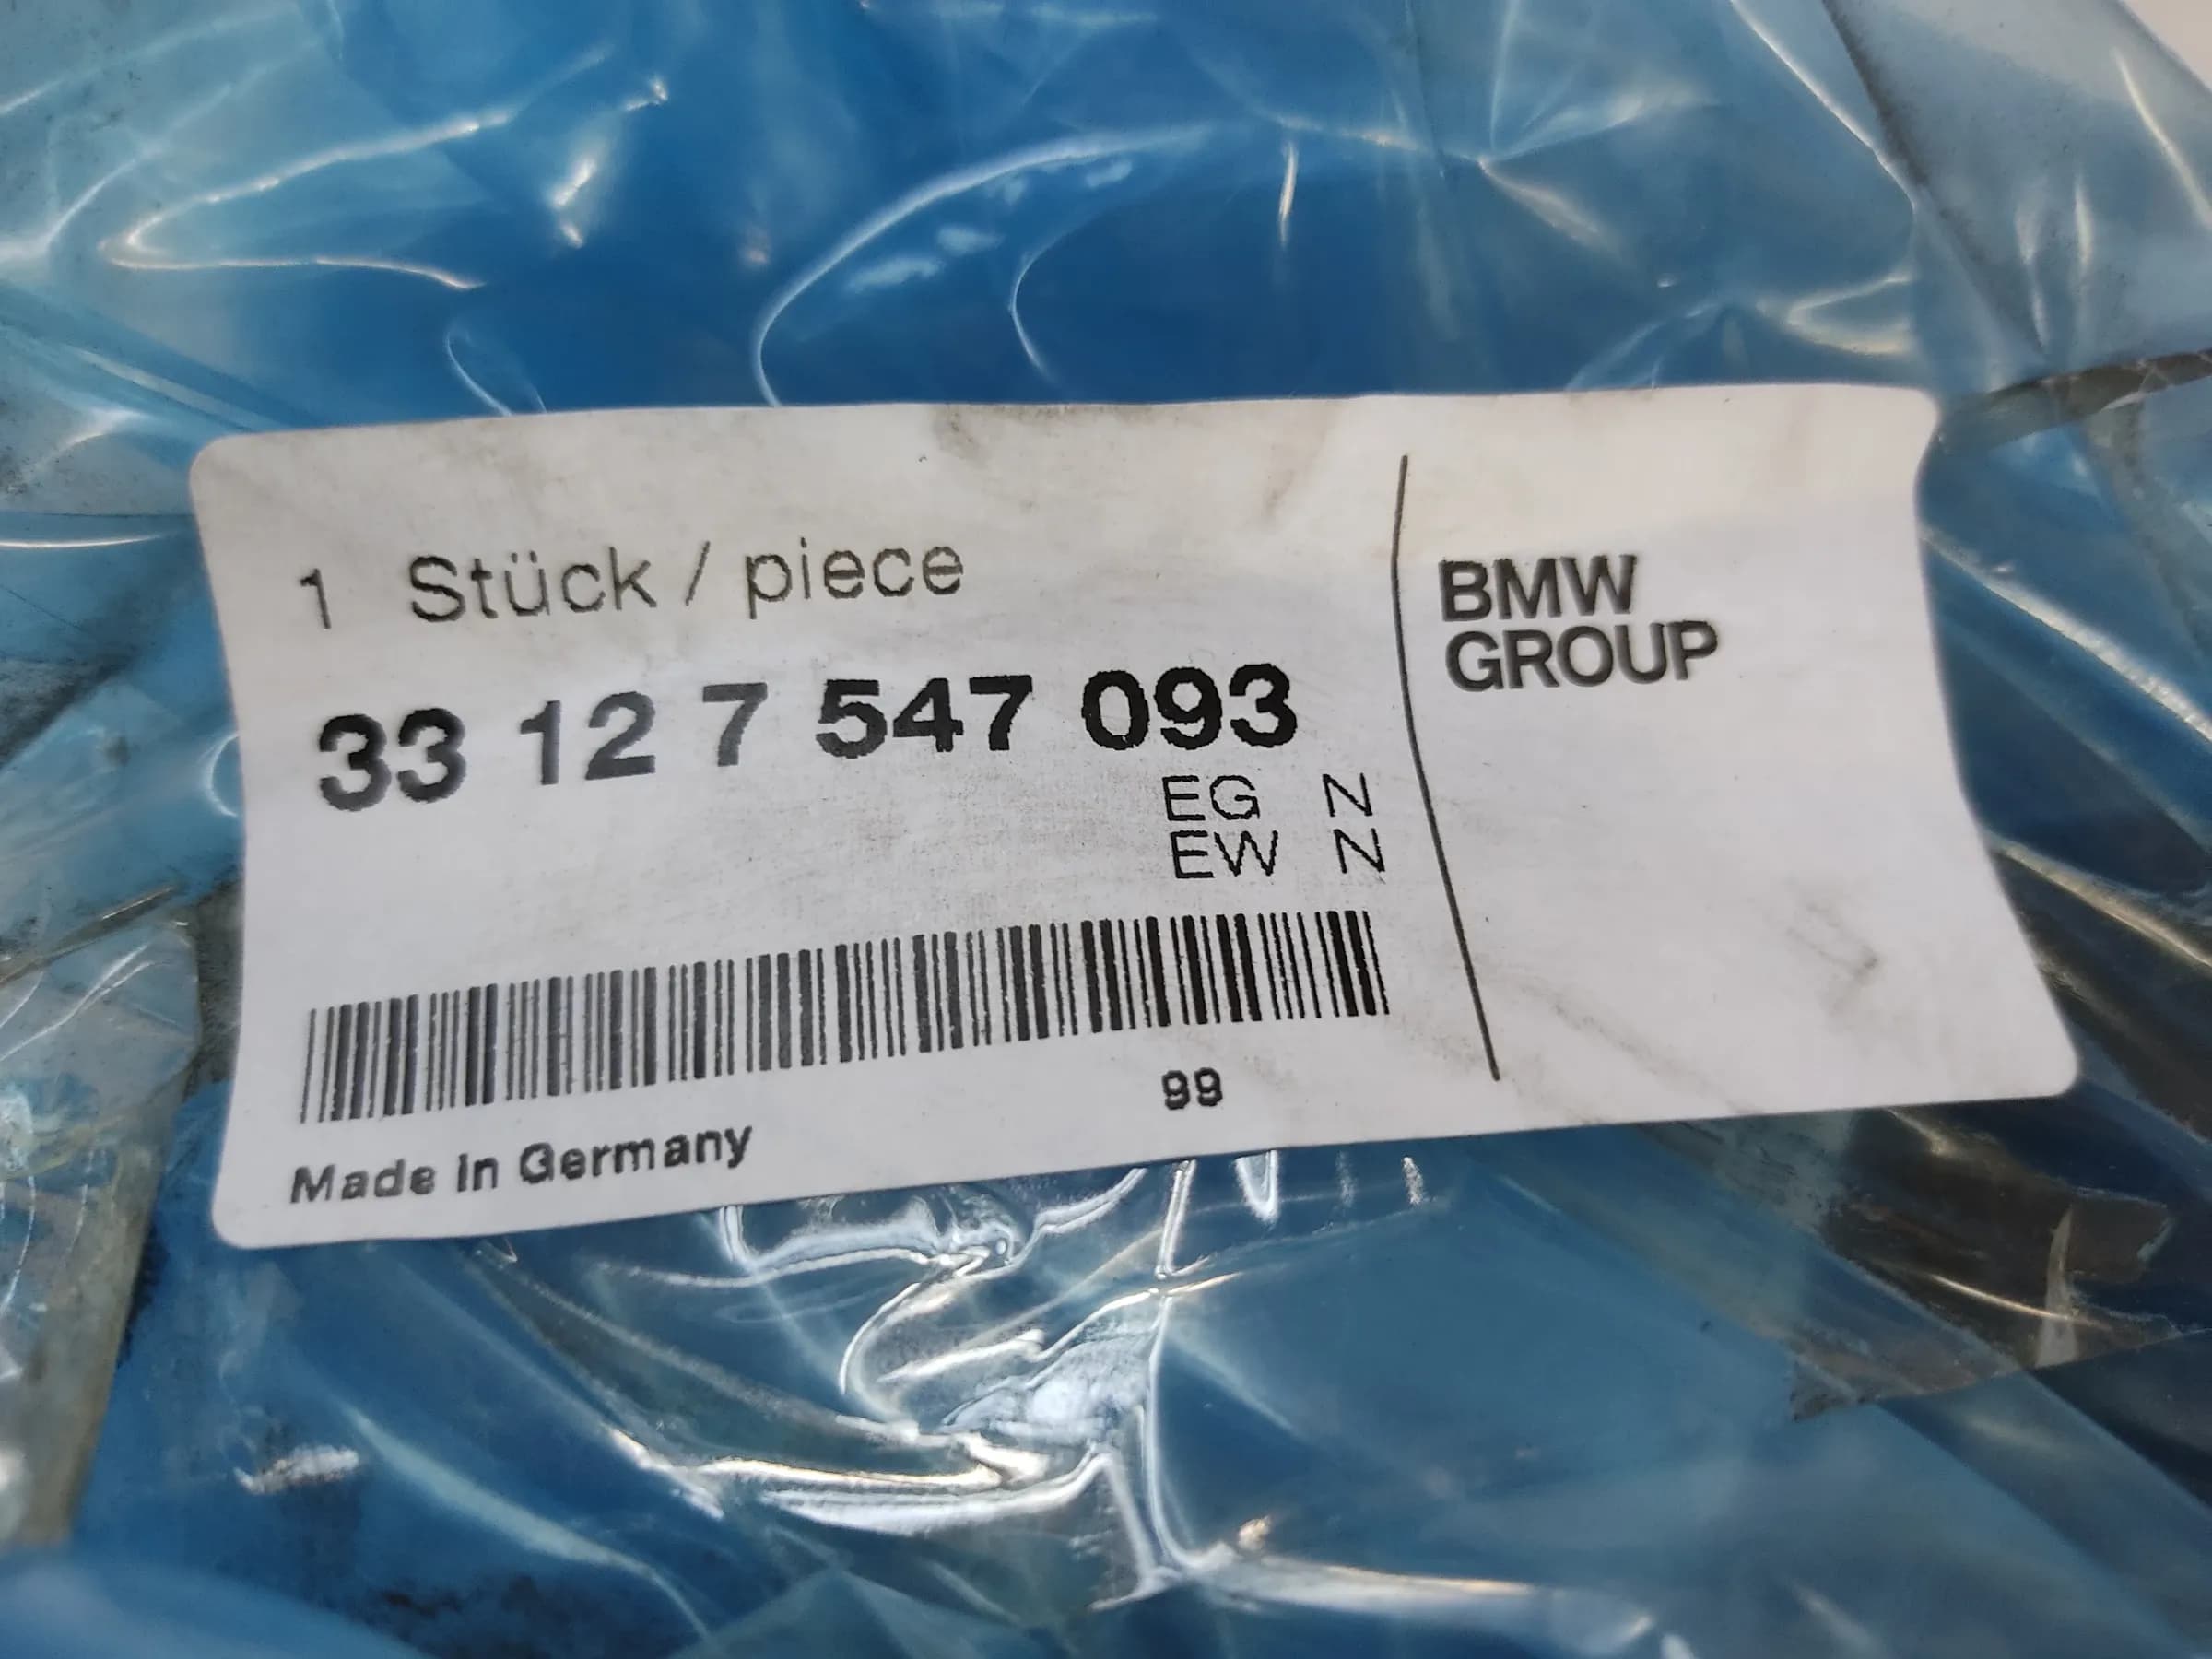 1 Stück / piece
33 12 7 547 093
EG N
EW N
99
Made in Germany
BMW
GROUP